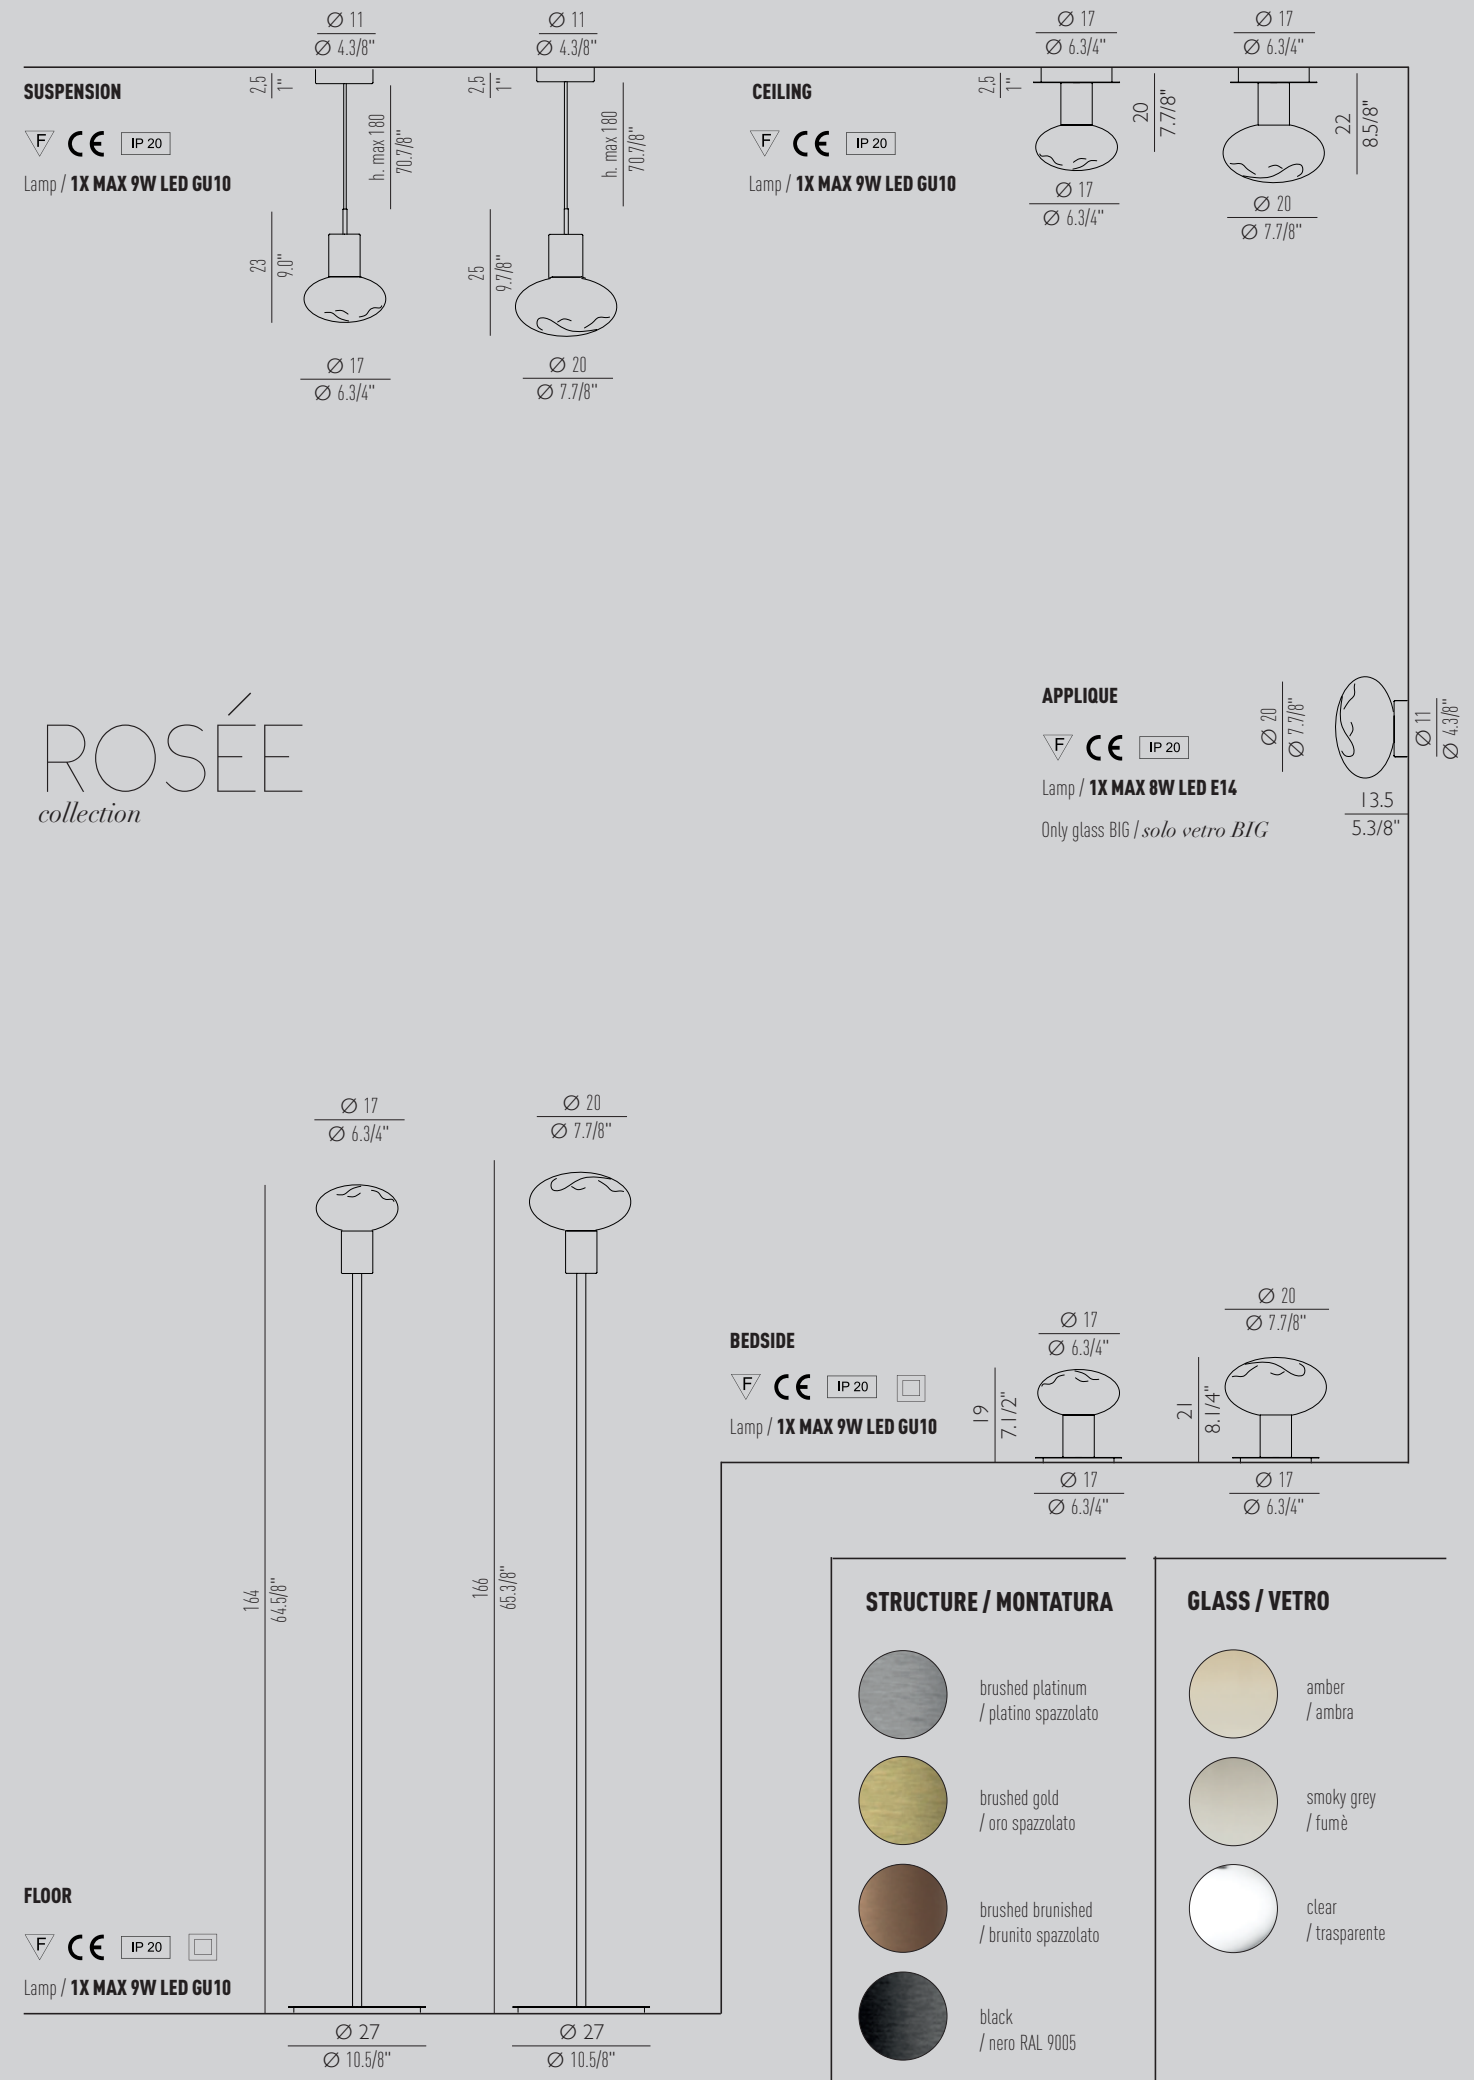 Ø 11
Ø 4.3/8"
Ø 11
Ø 4.3/8"
Ø 17
Ø 6.3/4"
Ø 17
Ø 6.3/4"
SUSPENSION
F CE IP 20
Lamp / 1X MAX 9W LED GU10
2,5
1"
h. max 180
70.7/8"
23
9.0"
Ø 17
Ø 6.3/4"
2,5
1"
h. max 180
70.7/8"
25
9.7/8"
Ø 20
Ø 7.7/8"
CEILING
F CE IP 20
Lamp / 1X MAX 9W LED GU10
2,5
1"
20
7.7/8"
Ø 17
Ø 6.3/4"
22
8.5/8"
Ø 20
Ø 7.7/8"
ROSÉE
collection
APPLIQUE
F CE IP 20
Lamp / 1X MAX 8W LED E14
Only glass BIG / solo vetro BIG
Ø 20
Ø 7.7/8"
Ø 11
Ø 4.3/8"
13.5
5.3/8"
Ø 17
Ø 6.3/4"
Ø 20
Ø 7.7/8"
164
64.5/8"
166
65.3/8"
FLOOR
F CE IP 20
Lamp / 1X MAX 9W LED GU10
Ø 27
Ø 10.5/8"
Ø 27
Ø 10.5/8"
BEDSIDE
F CE IP 20
Lamp / 1X MAX 9W LED GU10
Ø 17
Ø 6.3/4"
19
7.1/2"
Ø 17
Ø 6.3/4"
Ø 20
Ø 7.7/8"
21
8.1/4"
Ø 17
Ø 6.3/4"
STRUCTURE / MONTATURA
brushed platinum
/ platino spazzolato
brushed gold
/ oro spazzolato
brushed brunished
/ brunito spazzolato
black
/ nero RAL 9005
GLASS / VETRO
amber
/ ambra
smoky grey
/ fumè
clear
/ trasparente